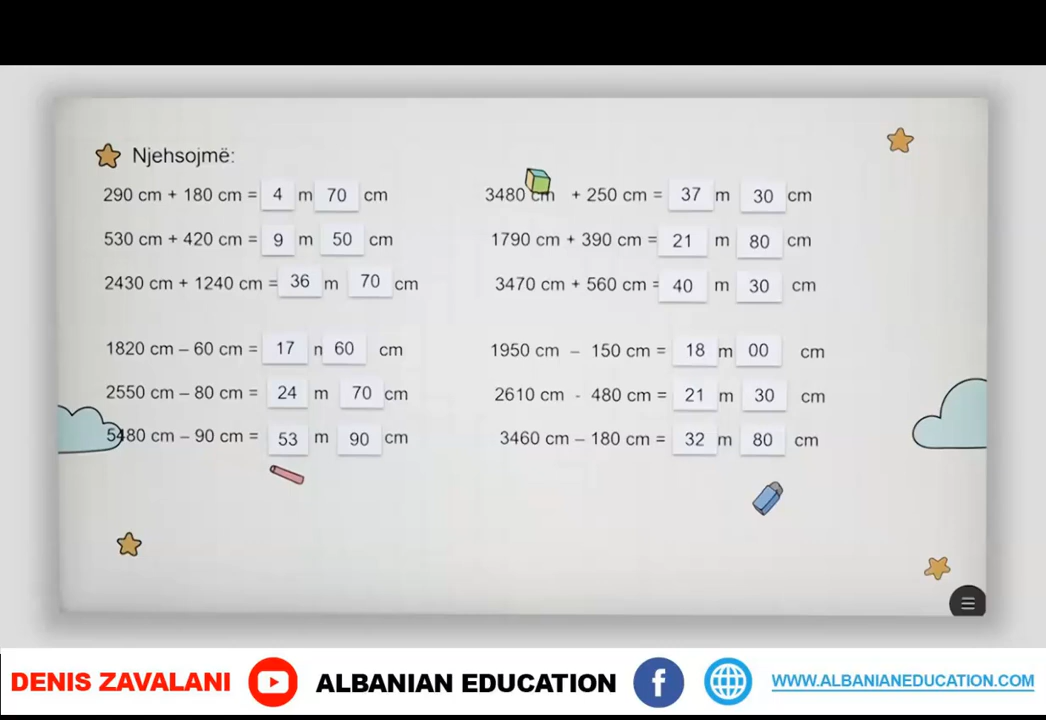 Njehsojmë:
290 cm + 180 cm = 4 m 70 cm
530 cm + 420 cm = 9 m 50 cm
2430 cm + 1240 cm = 36 m 70 cm
1820 cm – 60 cm = 17 m 60 cm
2550 cm – 80 cm = 24 m 70 cm
5480 cm – 90 cm = 53 m 90 cm
3480 cm + 250 cm = 37 m 30 cm
1790 cm + 390 cm = 21 m 80 cm
3470 cm + 560 cm = 40 m 30 cm
1950 cm – 150 cm = 18 m 00 cm
2610 cm - 480 cm = 21 m 30 cm
3460 cm – 180 cm = 32 m 80 cm
DENIS ZAVALANI ALBANIAN EDUCATION f WWW.ALBANIANEDUCATION.COM